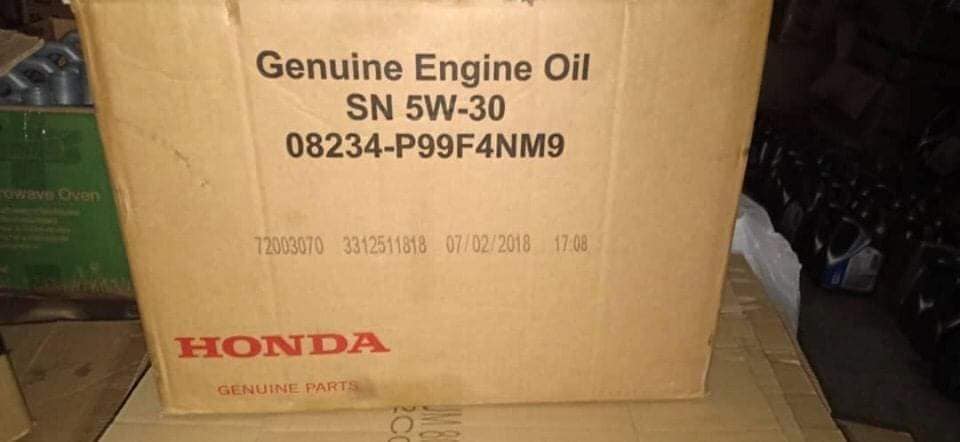 Genuine Engine Oil
SN 5W-30
08234-P99F4NM9
rowave Oven
72003070 3312511818 07/02/2018 17:08
HONDA
GENUINE PARTS